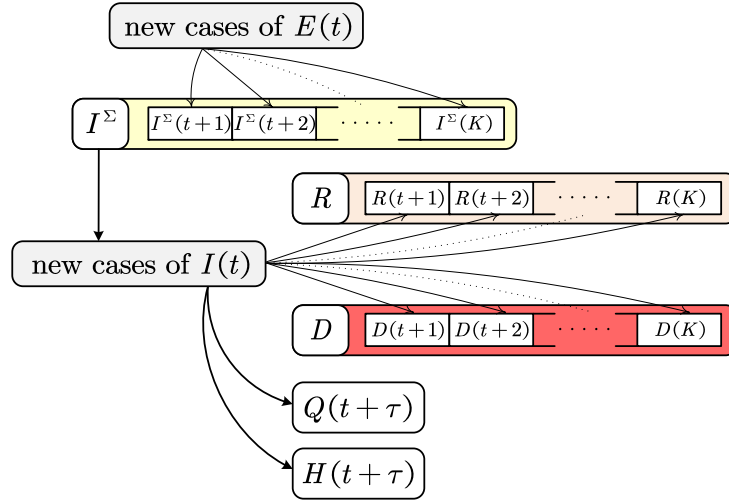 new cases of E(t)
I^Σ I^Σ(t+1) I^Σ(t+2) ····· I^Σ(K)
R R(t+1) R(t+2) ····· R(K)
new cases of I(t)
D D(t+1) D(t+2) ····· D(K)
Q(t+τ)
H(t+τ)